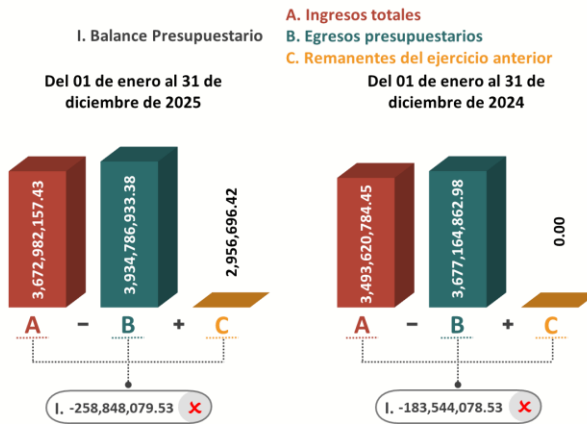 I. Balance Presupuestario
A. Ingresos totales
B. Egresos presupuestarios
C. Remanentes del ejercicio anterior
Del 01 de enero al 31 de
diciembre de 2025
3,672,982,157.43
3,934,786,933.38
2,956,696.42
A – B + C
I. -258,848,079.53 ✘
Del 01 de enero al 31 de
diciembre de 2024
3,493,620,784.45
3,677,164,862.98
0.00
A – B + C
I. -183,544,078.53 ✘